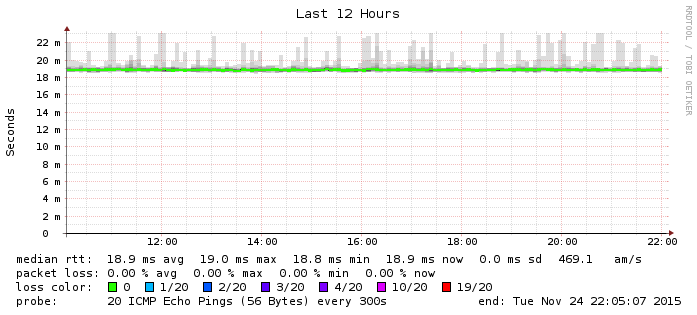 Last 12 Hours
RRDTOOL / TOBI OETIKER
Seconds
22 m
20 m
18 m
16 m
14 m
12 m
10 m
8 m
6 m
4 m
2 m
0
12:00 14:00 16:00 18:00 20:00 22:00
median rtt: 18.9 ms avg 19.0 ms max 18.8 ms min 18.9 ms now 0.0 ms sd 469.1 am/s
packet loss: 0.00 % avg 0.00 % max 0.00 % min 0.00 % now
loss color: 0 1/20 2/20 3/20 4/20 10/20 19/20
probe: 20 ICMP Echo Pings (56 Bytes) every 300s end: Tue Nov 24 22:05:07 2015